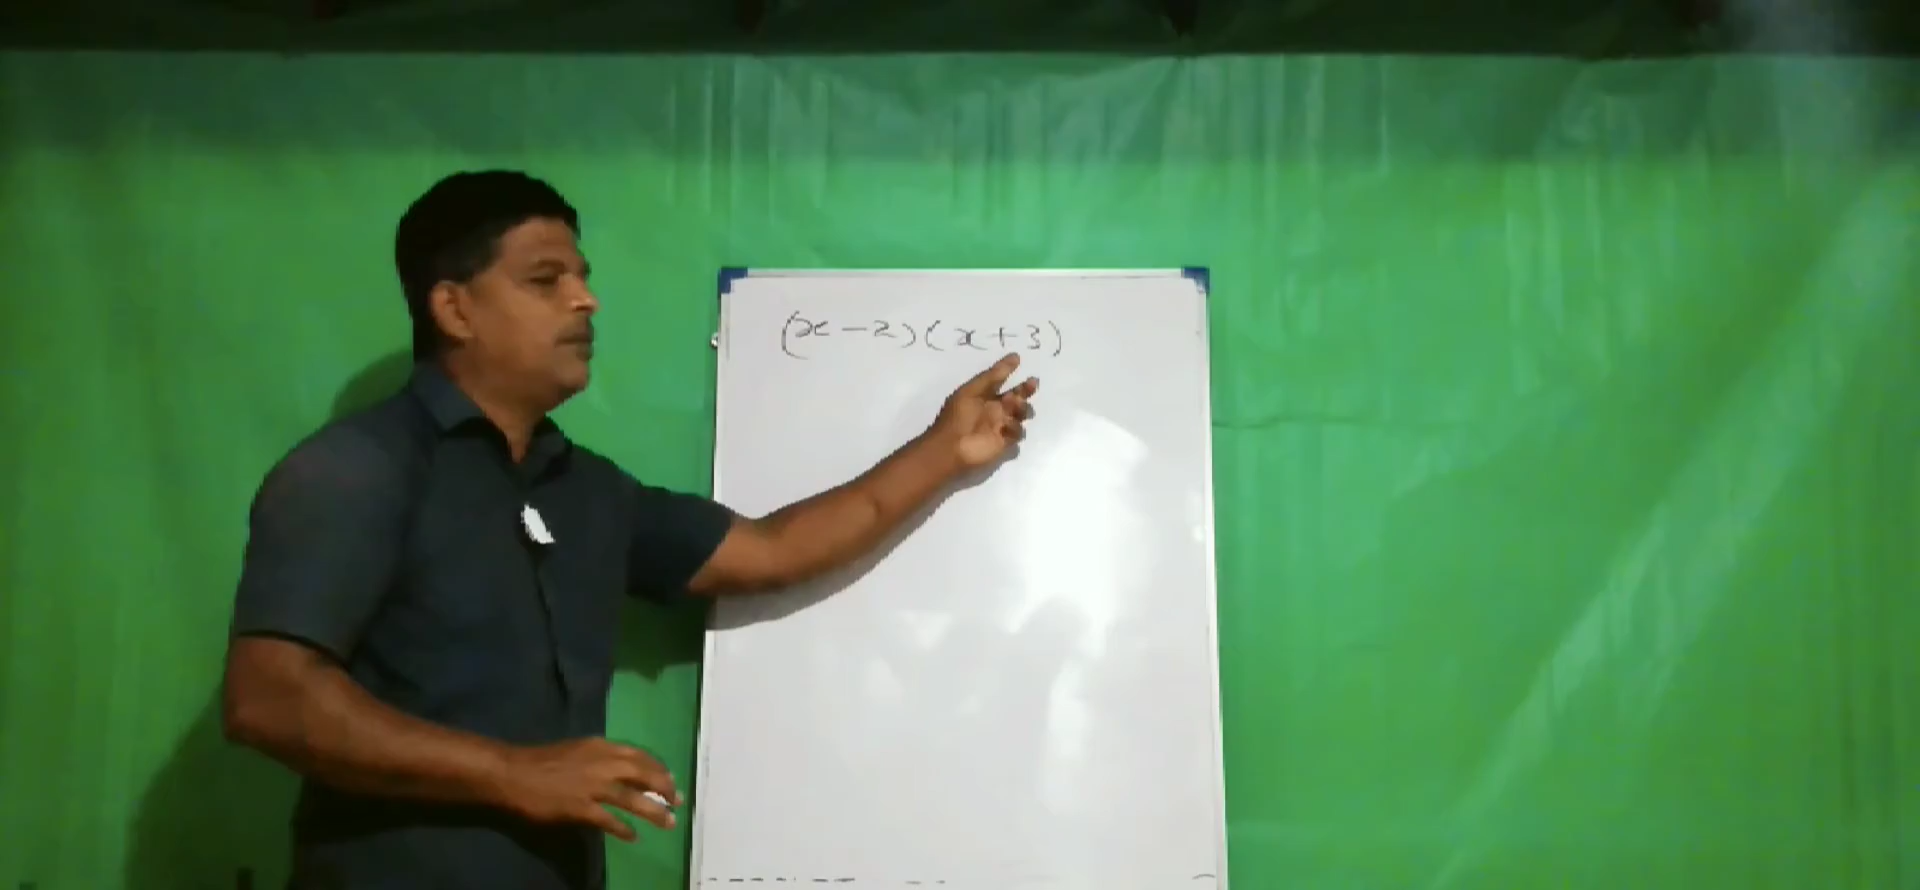 (x - 2)(x + 3)